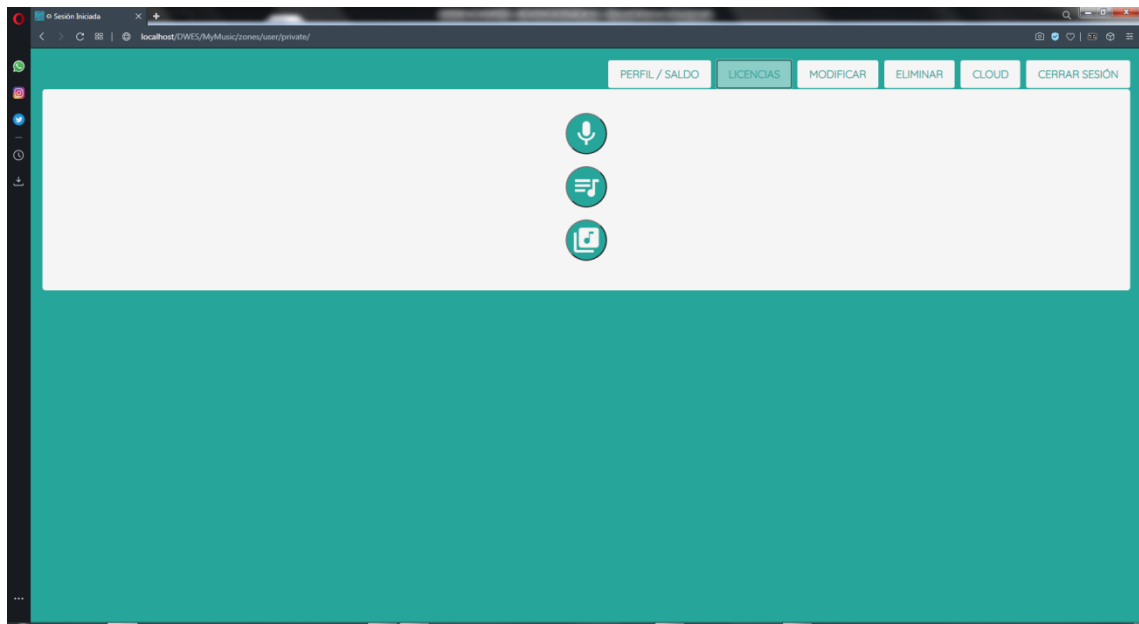 Sesión Iniciada
localhost/DWES/MyMusic/zones/user/private/
PERFIL / SALDO LICENCIAS MODIFICAR ELIMINAR CLOUD CERRAR SESIÓN